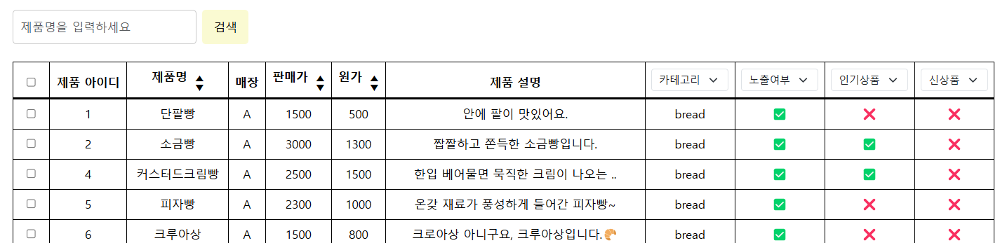 제품명을 입력하세요 검색
제품 아이디 제품명 매장 판매가 원가 제품 설명 카테고리 노출여부 인기상품 신상품
1 단팥빵 A 1500 500 안에 팥이 맛있어요. bread
2 소금빵 A 3000 1300 짭짤하고 쫀득한 소금빵입니다. bread
4 커스터드크림빵 A 2500 1500 한입 베어물면 묵직한 크림이 나오는 .. bread
5 피자빵 A 2300 1000 온갖 재료가 풍성하게 들어간 피자빵~ bread
6 크루아상 A 1500 800 크로아상 아니구요, 크루아상입니다.🥐 bread